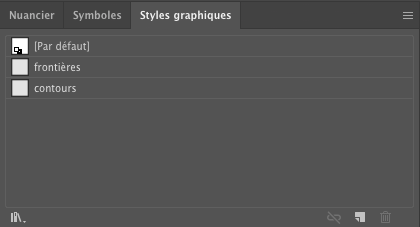 Nuancier Symboles Styles graphiques
[Par défaut]
frontières
contours